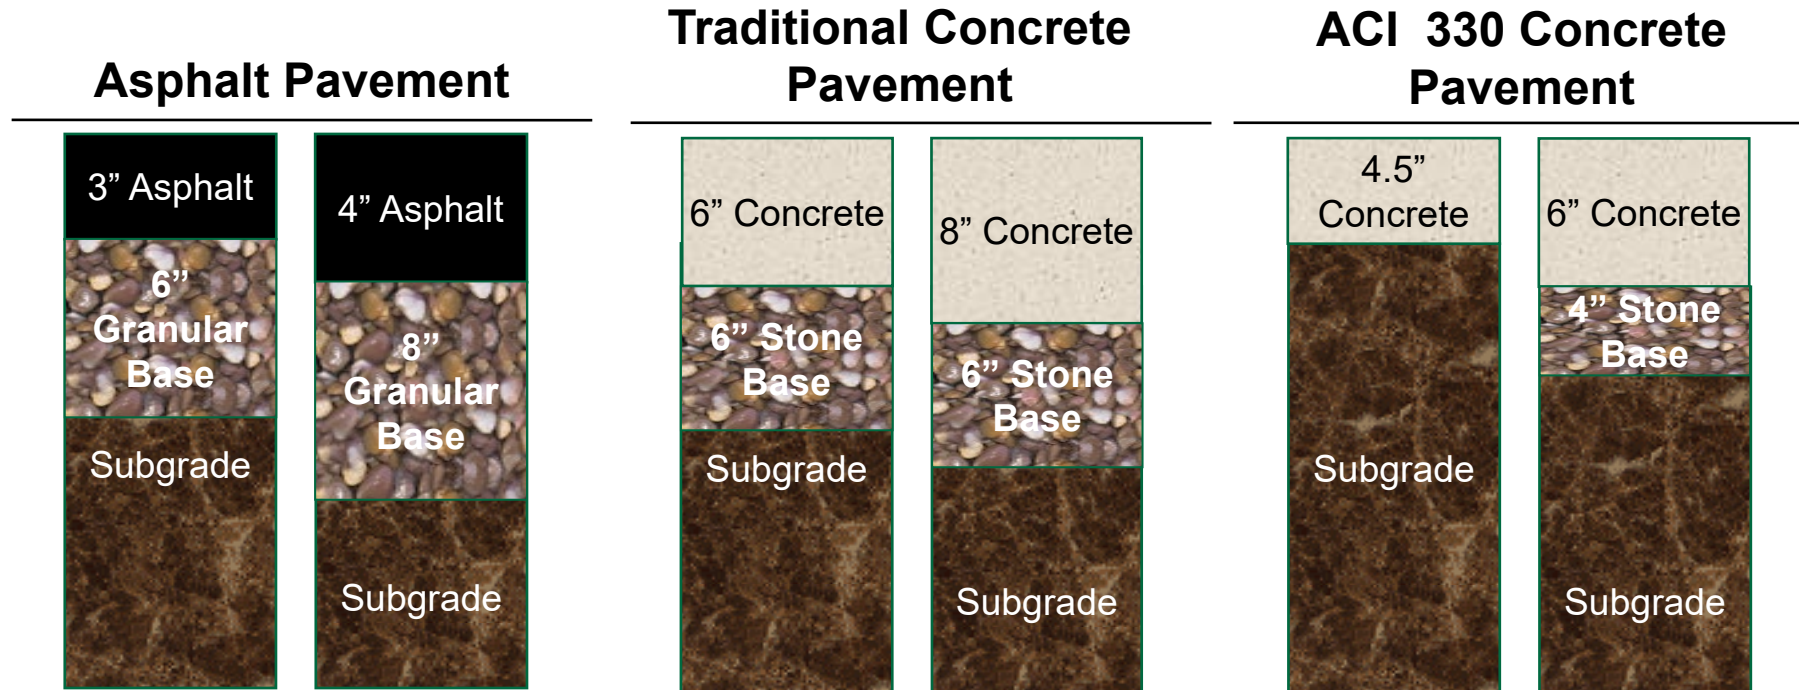 Asphalt Pavement
3” Asphalt
6”
Granular
Base
Subgrade
4” Asphalt
8”
Granular
Base
Subgrade
Traditional Concrete
Pavement
6” Concrete
6” Stone
Base
Subgrade
8” Concrete
6” Stone
Base
Subgrade
ACI 330 Concrete
Pavement
4.5”
Concrete
Subgrade
6” Concrete
4” Stone
Base
Subgrade